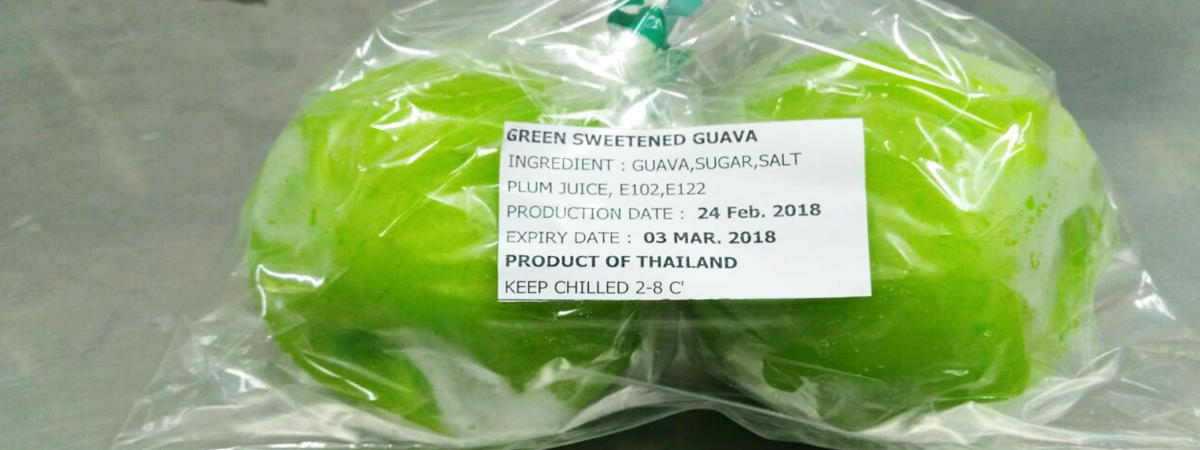 GREEN SWEETENED GUAVA
INGREDIENT : GUAVA,SUGAR,SALT
PLUM JUICE, E102,E122
PRODUCTION DATE : 24 Feb. 2018
EXPIRY DATE : 03 MAR. 2018
PRODUCT OF THAILAND
KEEP CHILLED 2-8 C'